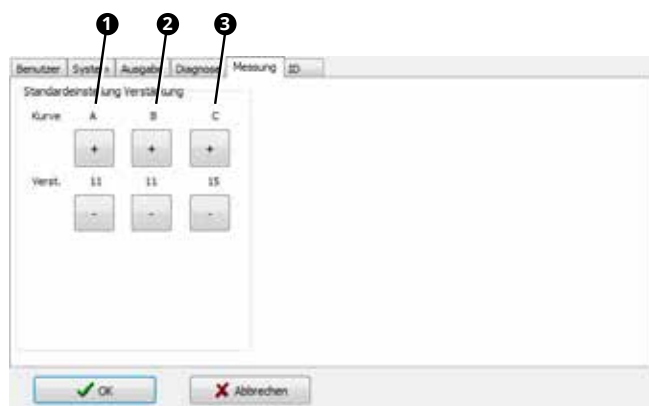 1 2 3
Benutzer System Ausgabe Diagnose Messung ID
Standardeinstellung Verstärkung
Kurve A B C
+ + +
Verst. 11 11 15
- - -
OK Abbrechen